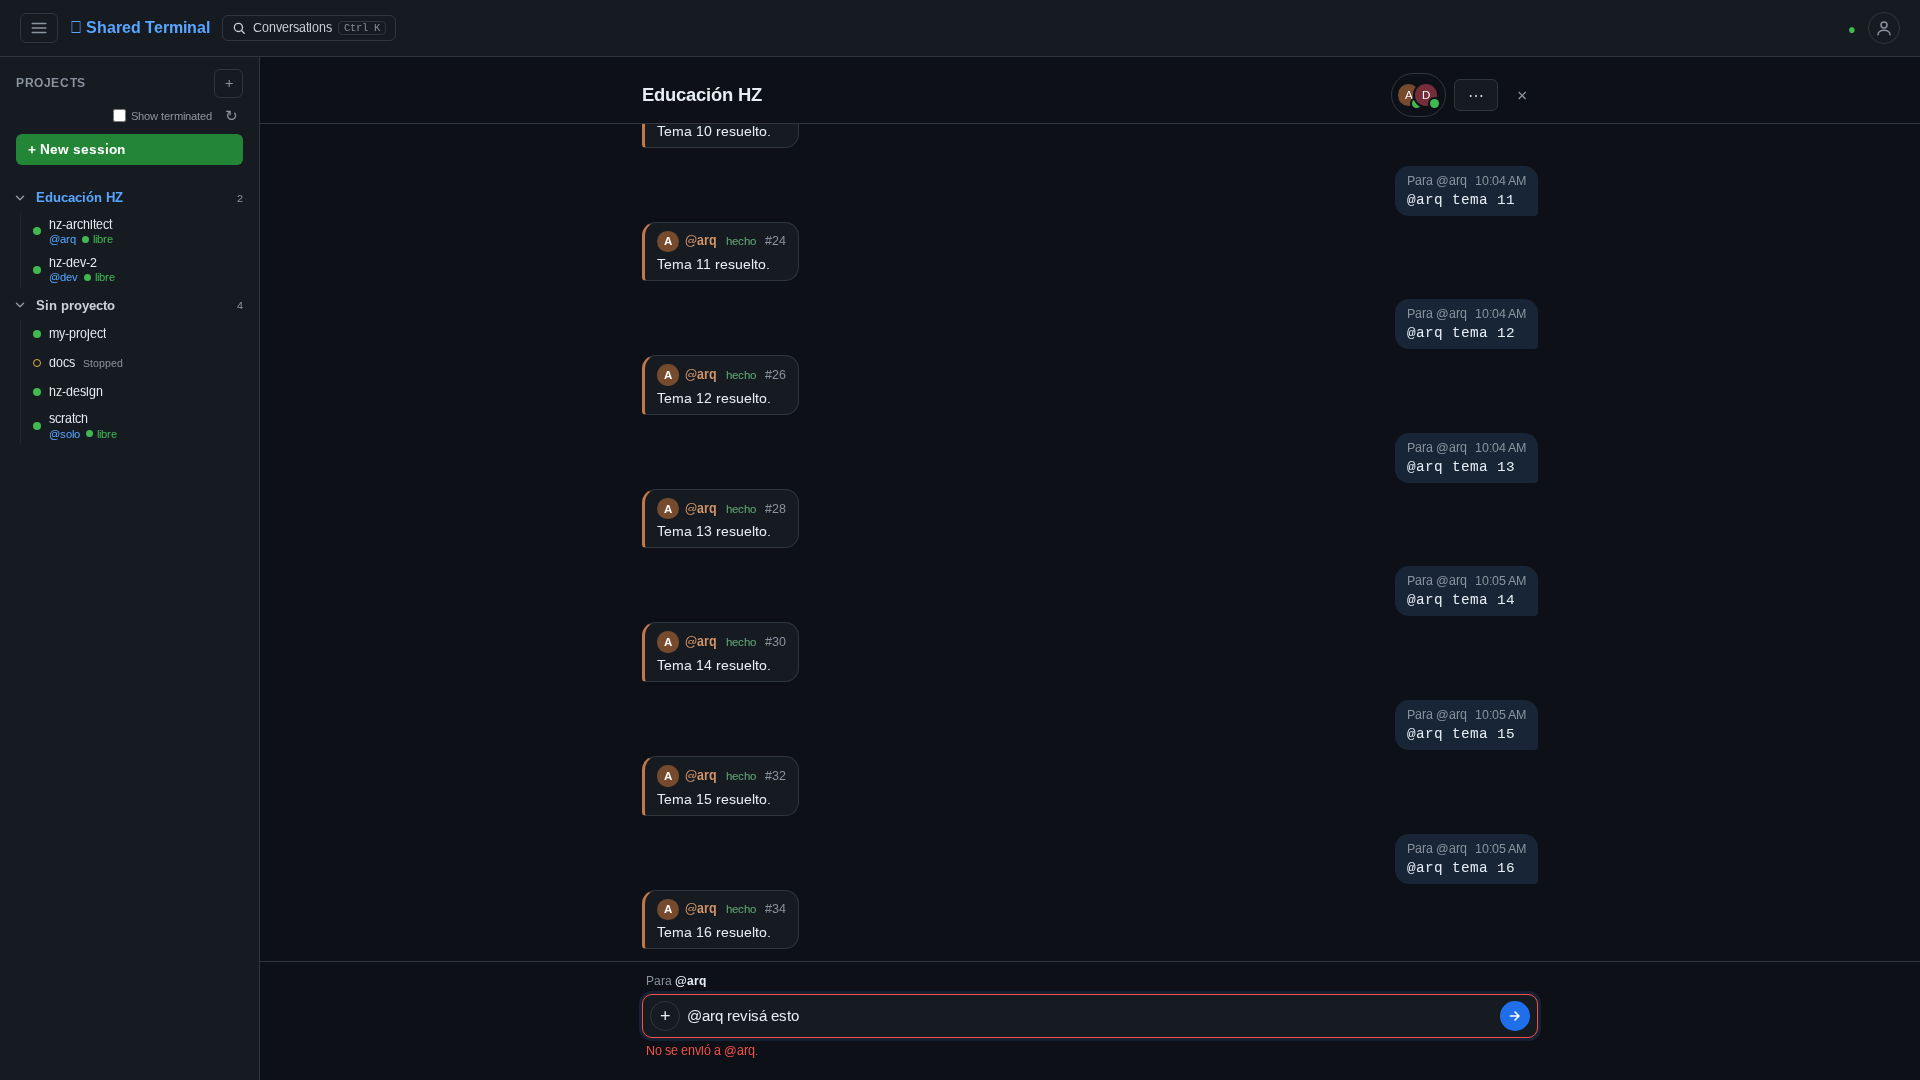 Shared Terminal
Conversations Ctrl K
PROJECTS
+
Show terminated
+ New session
Educación HZ 2
hz-architect
@arq libre
hz-dev-2
@dev libre
Sin proyecto 4
my-project
docs Stopped
hz-design
scratch
@solo libre
Educación HZ
A D
Tema 10 resuelto.
Para @arq 10:04 AM
@arq tema 11
A @arq hecho #24
Tema 11 resuelto.
Para @arq 10:04 AM
@arq tema 12
A @arq hecho #26
Tema 12 resuelto.
Para @arq 10:04 AM
@arq tema 13
A @arq hecho #28
Tema 13 resuelto.
Para @arq 10:05 AM
@arq tema 14
A @arq hecho #30
Tema 14 resuelto.
Para @arq 10:05 AM
@arq tema 15
A @arq hecho #32
Tema 15 resuelto.
Para @arq 10:05 AM
@arq tema 16
A @arq hecho #34
Tema 16 resuelto.
Para @arq
@arq revisá esto
No se envió a @arq.